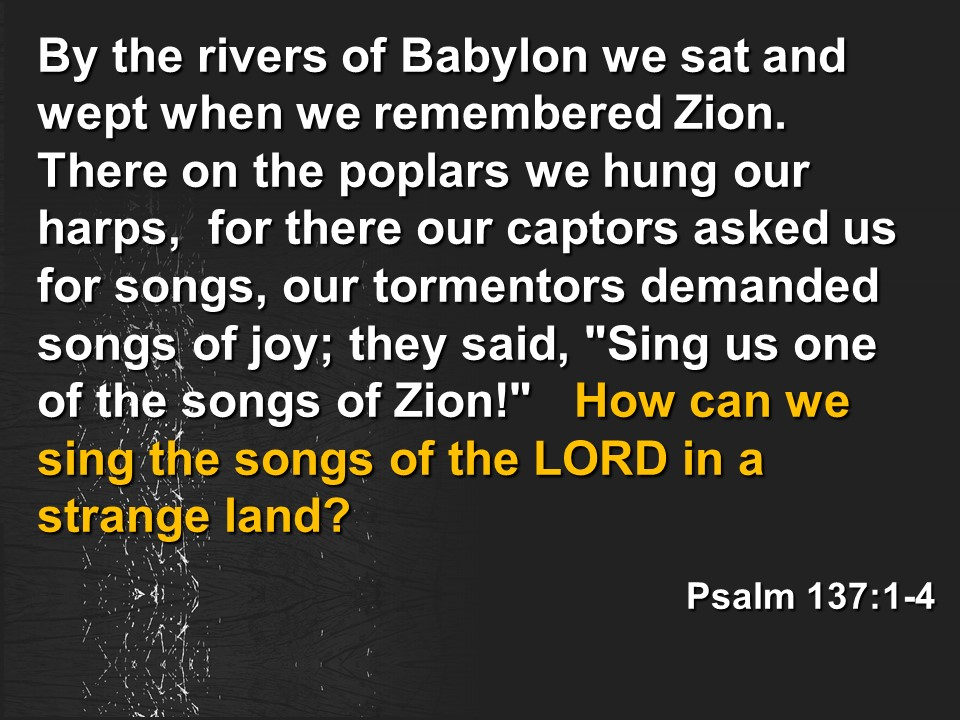 By the rivers of Babylon we sat and
wept when we remembered Zion.
There on the poplars we hung our
harps,  for there our captors asked us
for songs, our tormentors demanded
songs of joy; they said, "Sing us one
of the songs of Zion!"   How can we
sing the songs of the LORD in a
strange land?
Psalm 137:1-4